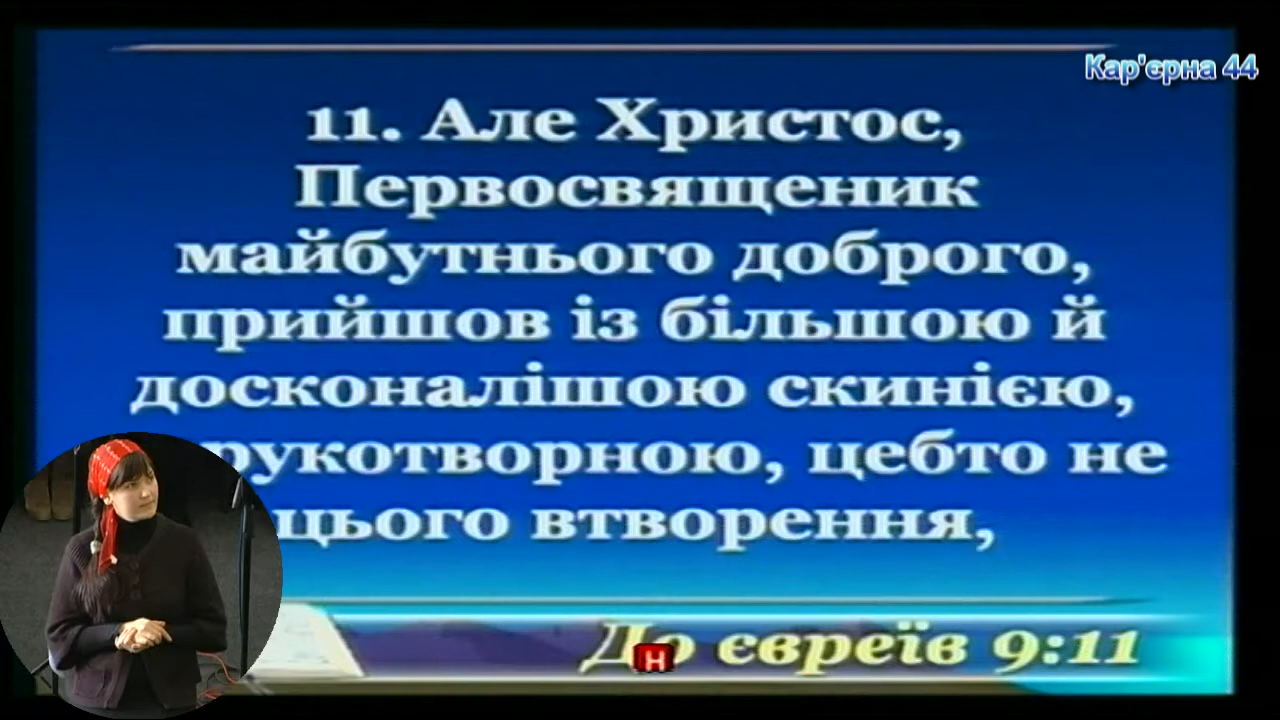 Кар'єрна 44
11. Але Христос,
Первосвященик
майбутнього доброго,
прийшов із більшою й
досконалішою скинією,
рукотворною, цебто не
цього втворення,
До євреїв 9:11
н